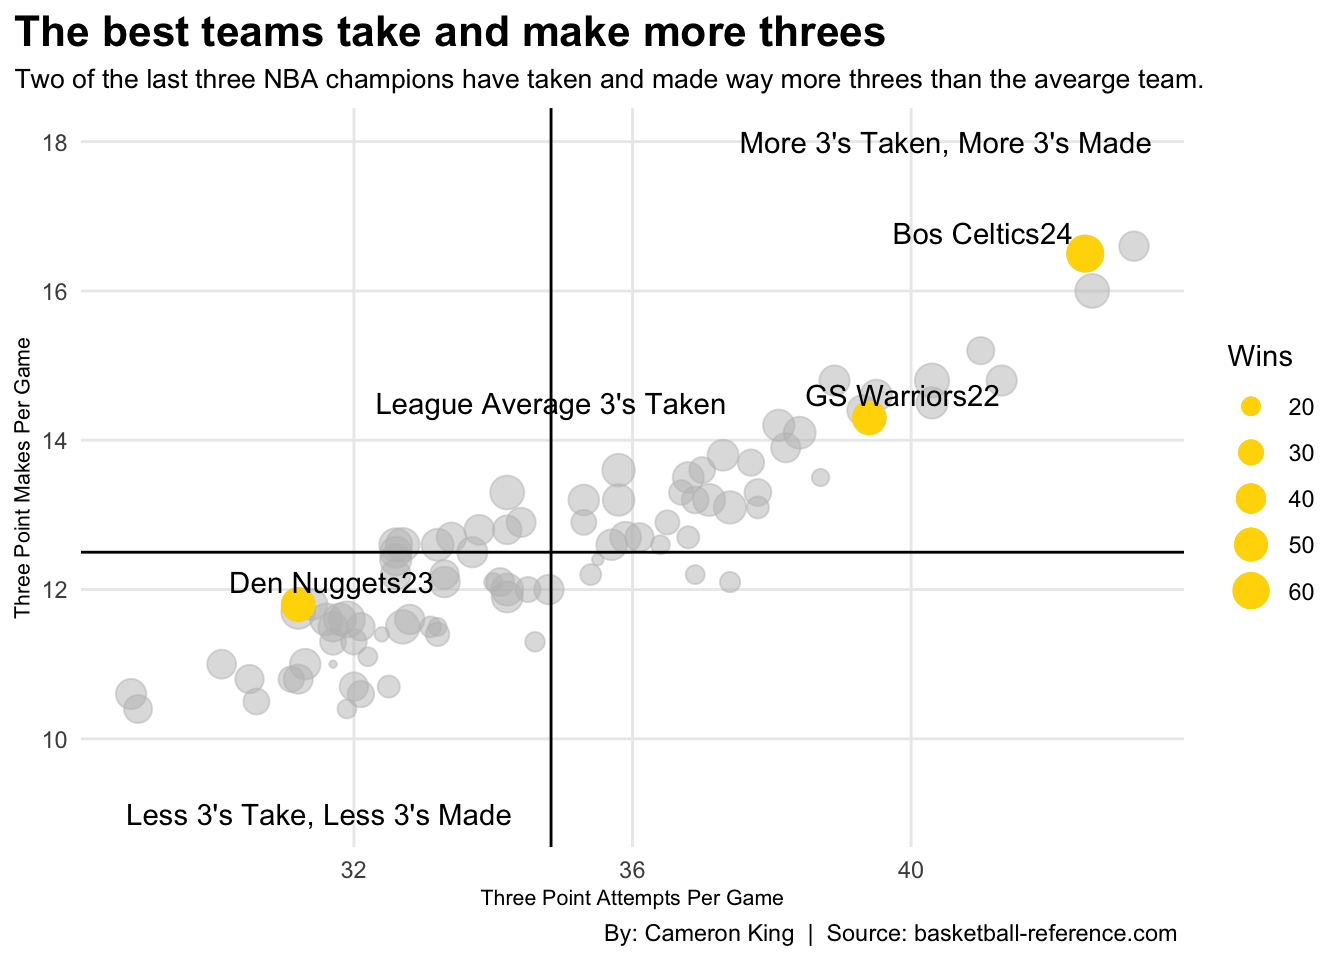 The best teams take and make more threes
Two of the last three NBA champions have taken and made way more threes than the avearge team.
18
More 3's Taken, More 3's Made
Bos Celtics24
16
Three Point Makes Per Game
Wins
GS Warriors22
League Average 3's Taken
20
14
30
40
50
Den Nuggets23
12
60
10
Less 3's Take, Less 3's Made
32
36
40
Three Point Attempts Per Game
By: Cameron King | Source: basketball-reference.com